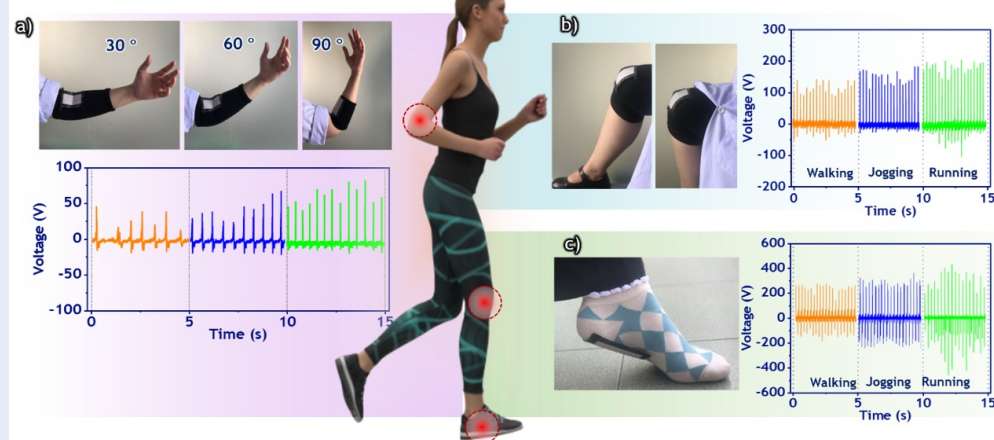 a)
30 °
60 °
90 °
100
50
0
-50
-100
Voltage (V)
0
5
10
15
Time (s)
b)
300
200
100
0
-100
-200
Voltage (V)
Walking
Jogging
Running
0
5
10
15
Time (s)
c)
600
400
200
0
-200
-400
-600
Voltage (V)
Walking
Jogging
Running
0
5
10
15
Time (s)